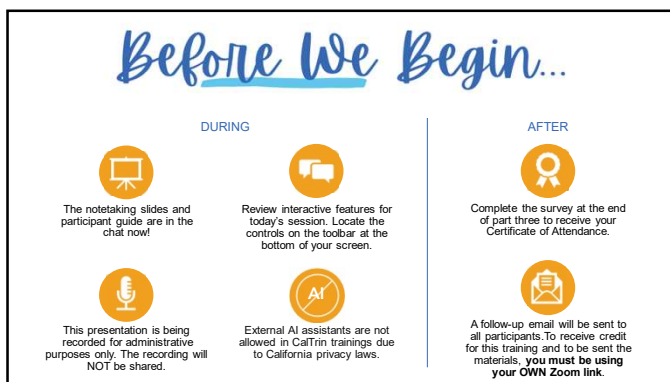 Before We Begin...
DURING
The notetaking slides and
participant guide are in the
chat now!
Review interactive features for
today's session. Locate the
controls on the toolbar at the
bottom of your screen.
This presentation is being
recorded for administrative
purposes only. The recording will
NOT be shared.
AI
External AI assistants are not
allowed in CalTrin trainings due
to California privacy laws.
AFTER
Complete the survey at the end
of part three to receive your
Certificate of Attendance.
A follow-up email will be sent to
all participants.To receive credit
for this training and to be sent the
materials, you must be using
your OWN Zoom link.